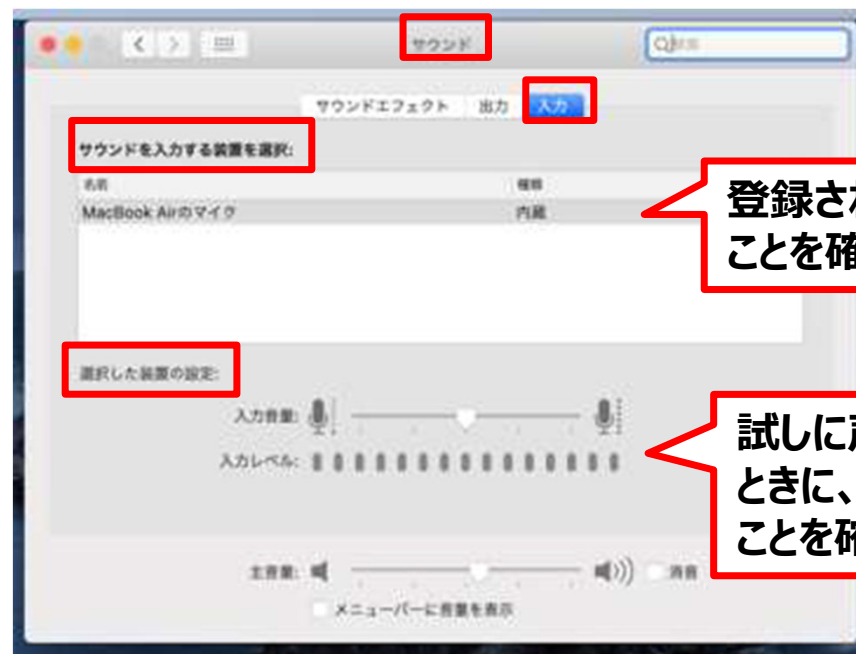 サウンド
検索
サウンドエフェクト 出力 入力
サウンドを入力する装置を選択:
名前 種類
MacBook Airのマイク 内蔵
登録さ
ことを確
選択した装置の設定:
入力音量:
入力レベル:
試しに
ときに、
ことを確
主音量: 消音
メニューバーに音量を表示